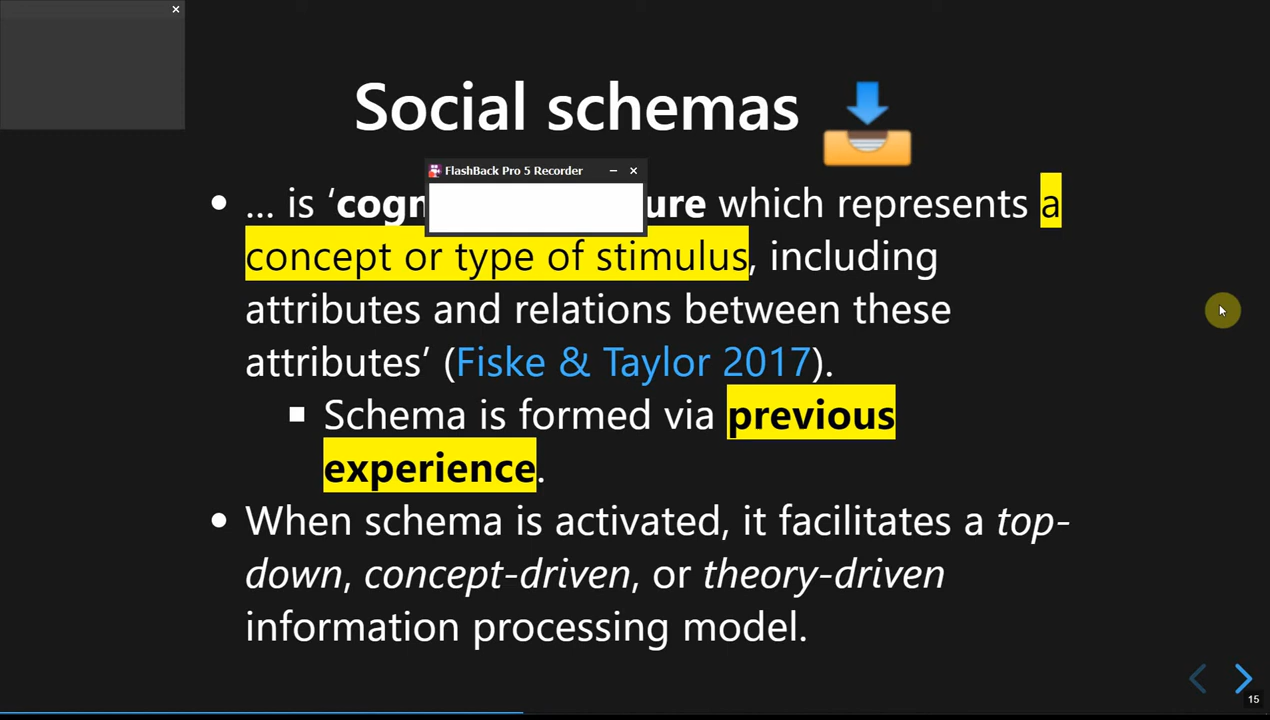 Social schemas
FlashBack Pro 5 Recorder
… is ‘ which represents a
concept or type of stimulus, including
attributes and relations between these
attributes’ (Fiske & Taylor 2017).
Schema is formed via previous
experience.
When schema is activated, it facilitates a top-
down, concept-driven, or theory-driven
information processing model.
15